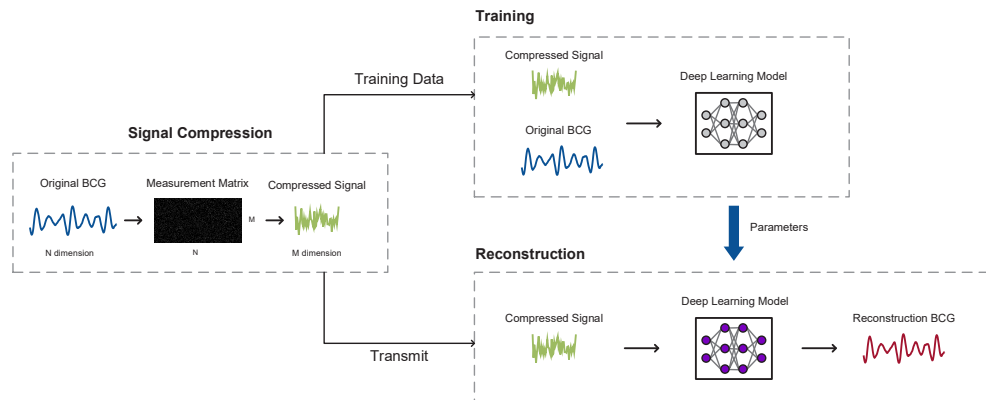 Training
Compressed Signal
Deep Learning Model
Training Data
Original BCG
Signal Compression
Original BCG
Measurement Matrix
Compressed Signal
M
N dimension
N
M dimension
Parameters
Reconstruction
Compressed Signal
Deep Learning Model
Reconstruction BCG
Transmit